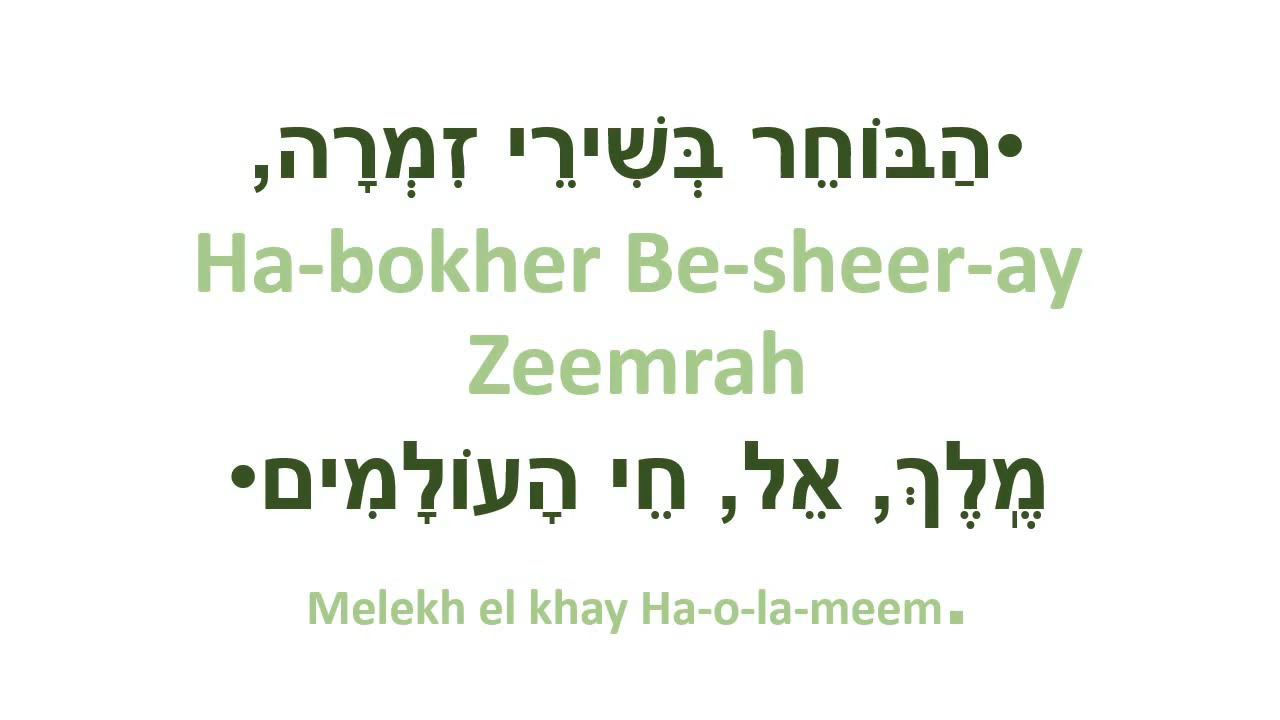 •הַבּוֹחֵר בְּשִׁירֵי זִמְרָה,
Ha-bokher Be-sheer-ay
Zeemrah
מֶֽלֶךְ, אֵל, חֵי הָעוֹלָמִים•
Melekh el khay Ha-o-la-meem.